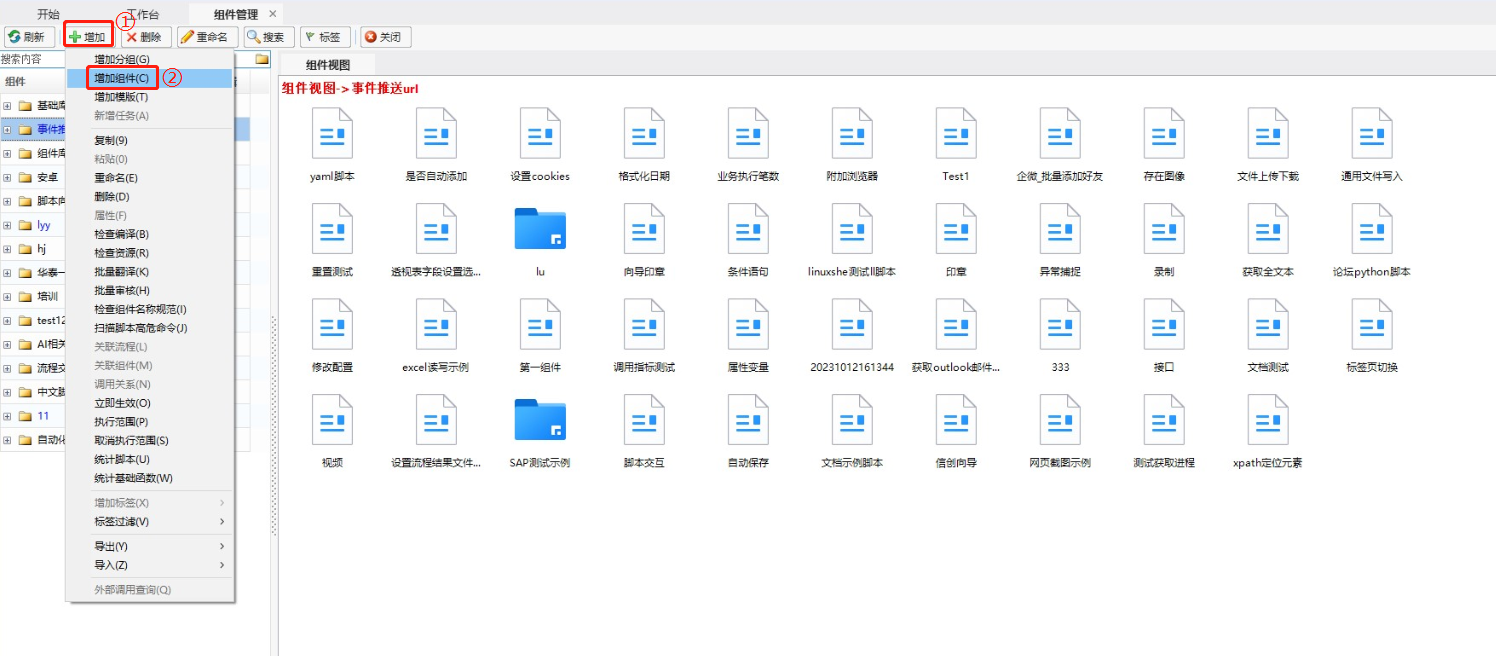 开始 工作台 组件管理
刷新 增加 ① 删除 重命名 搜索 标签 关闭
搜索内容
组件
基础库
事件推
组件库
安卓
脚本向
lyy
hj
华泰一
培训
test12
AI相关
流程交
中文脚
11
自动化
增加分组(G)
增加组件(C) ②
增加模版(T)
新增任务(A)
复制(9)
粘贴(0)
重命名(E)
删除(D)
属性(F)
检查编译(B)
检查资源(R)
批量翻译(K)
批量审核(H)
检查组件名称规范(I)
扫描脚本高危命令(J)
关联流程(L)
关联组件(M)
调用关系(N)
立即生效(O)
执行范围(P)
取消执行范围(S)
统计脚本(U)
统计基础函数(W)
增加标签(X)
标签过滤(V)
导出(Y)
导入(Z)
外部调用查询(Q)
组件视图
组件视图->事件推送url
yaml脚本 是否自动添加 设置cookies 格式化日期 业务执行笔数 附加浏览器 Test1 企微_批量添加好友 存在图像 文件上传下载 通用文件写入
重置测试 透视表字段设置选... lu 向导印章 条件语句 linuxshe测试ll脚本 印章 异常捕捉 录制 获取全文本 论坛python脚本
修改配置 excel读写示例 第一组件 调用指标测试 属性变量 20231012161344 获取outlook邮件... 333 接口 文档测试 标签页切换
视频 设置流程结果文件... SAP测试示例 脚本交互 自动保存 文档示例脚本 信创向导 网页截图示例 测试获取进程 xpath定位元素